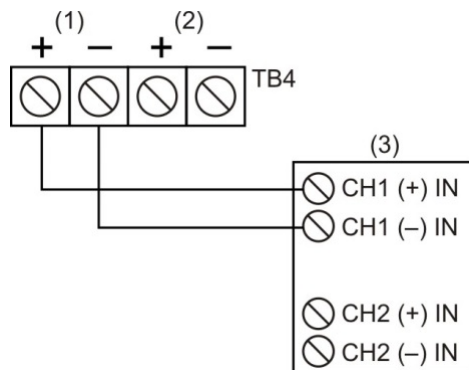 (1) (2)
+ – + –
TB4
(3)
CH1 (+) IN
CH1 (–) IN
CH2 (+) IN
CH2 (–) IN